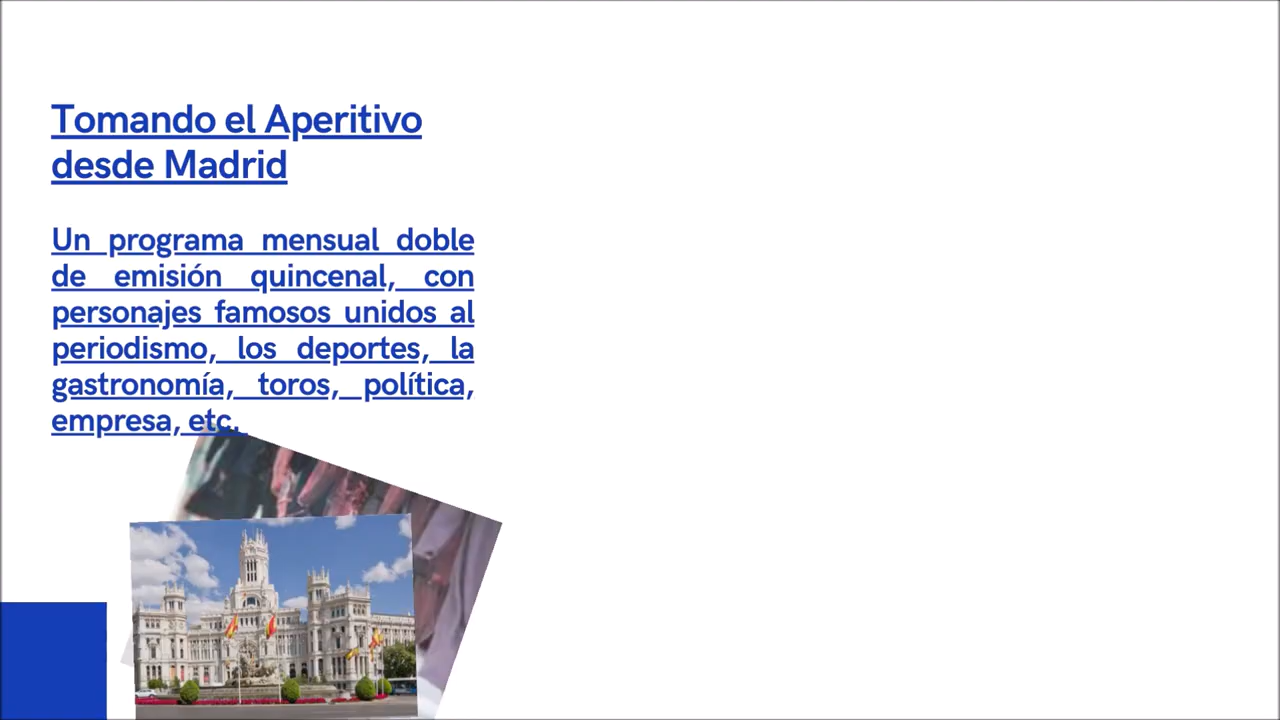 Tomando el Aperitivo
desde Madrid
Un programa mensual doble
de emisión quincenal, con
personajes famosos unidos al
periodismo, los deportes, la
gastronomía, toros, política,
empresa, etc.